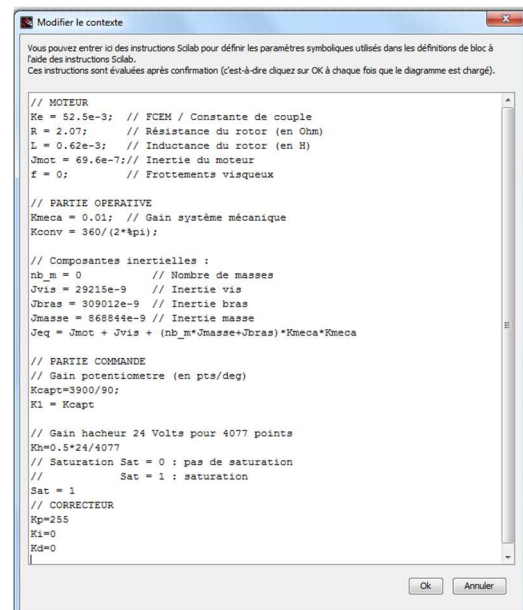 Modifier le contexte
Vous pouvez entrer ici des instructions Scilab pour définir les paramètres symboliques utilisés dans les définitions de bloc à
l'aide des instructions Scilab.
Ces instructions sont évaluées après confirmation (c'est-à-dire cliquez sur OK à chaque fois que le diagramme est chargé).
// MOTEUR
Ke = 52.5e-3; // FCEM / Constante de couple
R = 2.07; // Résistance du rotor (en Ohm)
L = 0.62e-3; // Inductance du rotor (en H)
Jmot = 69.6e-7;// Inertie du moteur
f = 0; // Frottements visqueux
// PARTIE OPERATIVE
Kmeca = 0.01; // Gain système mécanique
Kconv = 360/(2*%pi);
// Composantes inertielles :
nb_m = 0 // Nombre de masses
Jvis = 29215e-9 // Inertie vis
Jbras = 309012e-9 // Inertie bras
Jmasse = 868844e-9 // Inertie masse
Jeq = Jmot + Jvis + (nb_m*Jmasse+Jbras)*Kmeca*Kmeca
// PARTIE COMMANDE
// Gain potentiometre (en pts/deg)
Kcapt=3900/90;
K1 = Kcapt
// Gain hacheur 24 Volts pour 4077 points
Kh=0.5*24/4077
// Saturation Sat = 0 : pas de saturation
// Sat = 1 : saturation
Sat = 1
// CORRECTEUR
Kp=255
Ki=0
Kd=0
Ok Annuler